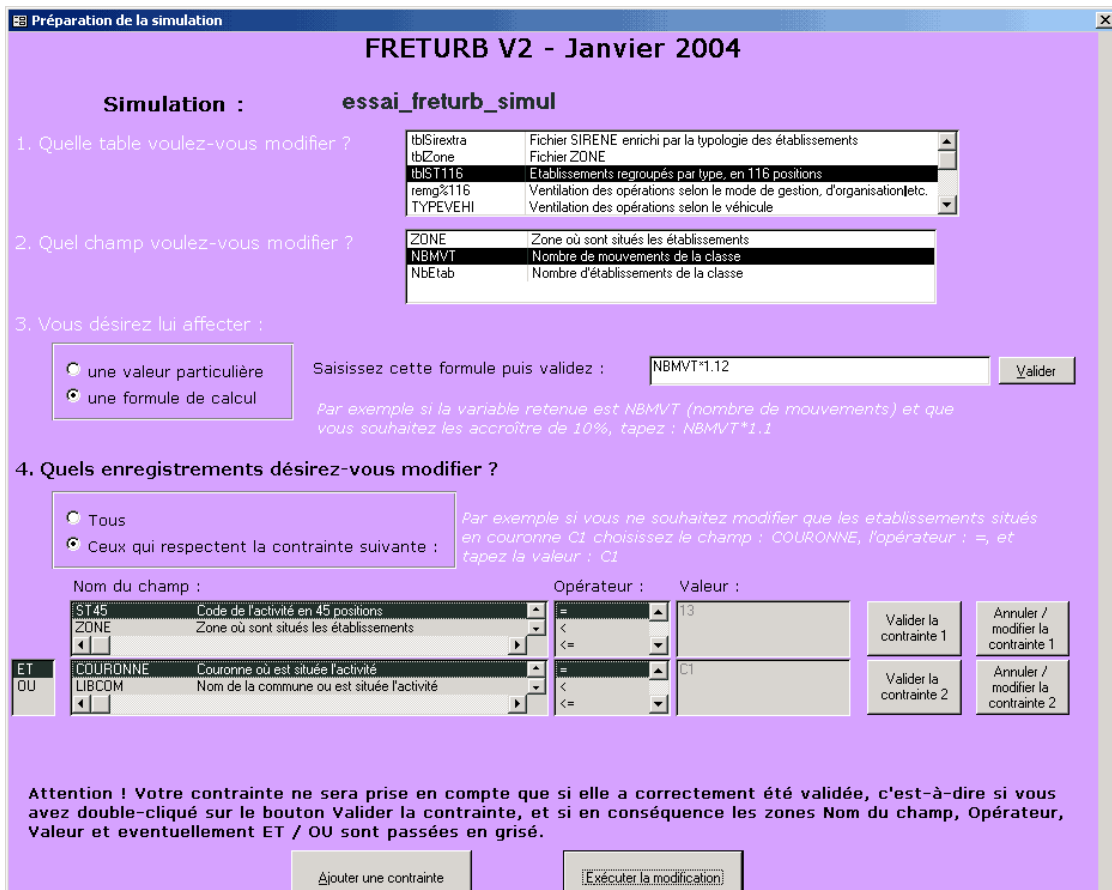 Préparation de la simulation
FRETURB V2 - Janvier 2004
Simulation : essai_freturb_simul
1. Quelle table voulez-vous modifier ?
tblSirextra Fichier SIRENE enrichi par la typologie des établissements
tblZone Fichier ZONE
tblST116 Etablissements regroupés par type, en 116 positions
remg%116 Ventilation des opérations selon le mode de gestion, d'organisation|etc.
TYPEVEHI Ventilation des opérations selon le véhicule
2. Quel champ voulez-vous modifier ?
ZONE Zone où sont situés les établissements
NBMVT Nombre de mouvements de la classe
NbEtab Nombre d'établissements de la classe
3. Vous désirez lui affecter :
une valeur particulière
une formule de calcul
Saisissez cette formule puis validez : NBMVT*1.12 Valider
Par exemple si la variable retenue est NBMVT (nombre de mouvements) et que
vous souhaitez les accroître de 10%, tapez : NBMVT*1.1
4. Quels enregistrements désirez-vous modifier ?
Tous
Ceux qui respectent la contrainte suivante :
Par exemple si vous ne souhaitez modifier que les etablissements situés
en couronne C1 choisissez le champ : COURONNE, l'opérateur : =, et
tapez la valeur : C1
Nom du champ : Opérateur : Valeur :
ST45 Code de l'activité en 45 positions = 13
ZONE Zone où sont situés les établissements <
<=
Valider la
contrainte 1
Annuler /
modifier la
contrainte 1
ET
OU
COURONNE Couronne où est située l'activité = C1
LIBCOM Nom de la commune ou est située l'activité <
<=
Valider la
contrainte 2
Annuler /
modifier la
contrainte 2
Attention ! Votre contrainte ne sera prise en compte que si elle a correctement été validée, c'est-à-dire si vous
avez double-cliqué sur le bouton Valider la contrainte, et si en conséquence les zones Nom du champ, Opérateur,
Valeur et eventuellement ET / OU sont passées en grisé.
Ajouter une contrainte
Exécuter la modification